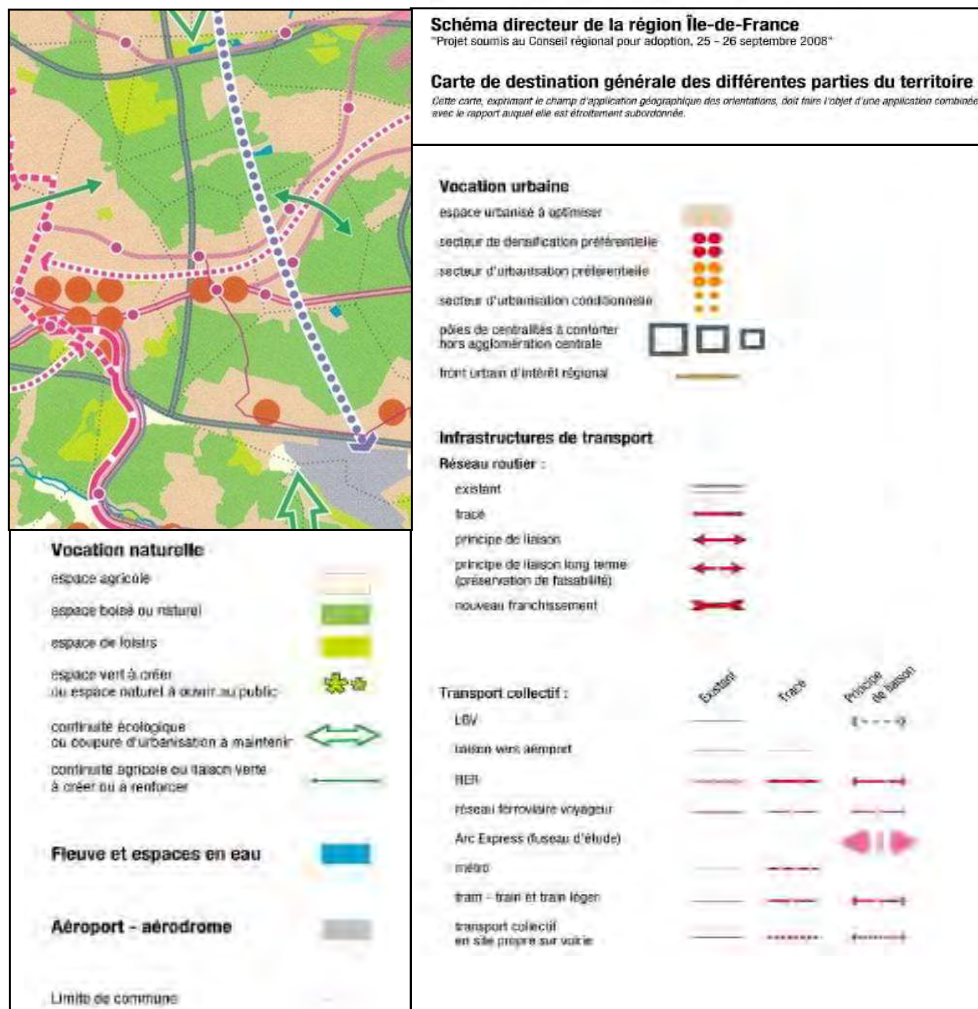 Schéma directeur de la région Île-de-France
"Projet soumis au Conseil régional pour adoption, 25 - 26 septembre 2008"
Carte de destination générale des différentes parties du territoire
Cette carte, exprimant le champ d'application géographique des orientations, doit faire l'objet d'une application combinée
avec le rapport auquel elle est étroitement subordonnée.
Vocation urbaine
espace urbanisé à optimiser
secteur de densification préférentielle
secteur d'urbanisation préférentielle
secteur d'urbanisation conditionnelle
pôles de centralités à conforter
hors agglomération centrale
front urbain d'intérêt régional
Infrastructures de transport
Réseau routier :
existant
tracé
principe de liaison
principe de liaison long terme
(préservation de faisabilité)
nouveau franchissement
Transport collectif :
Existant
Tracé
Principe
de liaison
LGV
liaison vers aéroport
RER
réseau ferroviaire voyageur
Arc Express (fuseau d'étude)
métro
tram - train et train léger
transport collectif
en site propre sur voirie
Vocation naturelle
espace agricole
espace boisé ou naturel
espace de loisirs
espace vert à créer
ou espace naturel à ouvrir au public
continuité écologique
ou coupure d'urbanisation à maintenir
continuité agricole ou liaison verte
à créer ou à renforcer
Fleuve et espaces en eau
Aéroport - aérodrome
Limite de commune